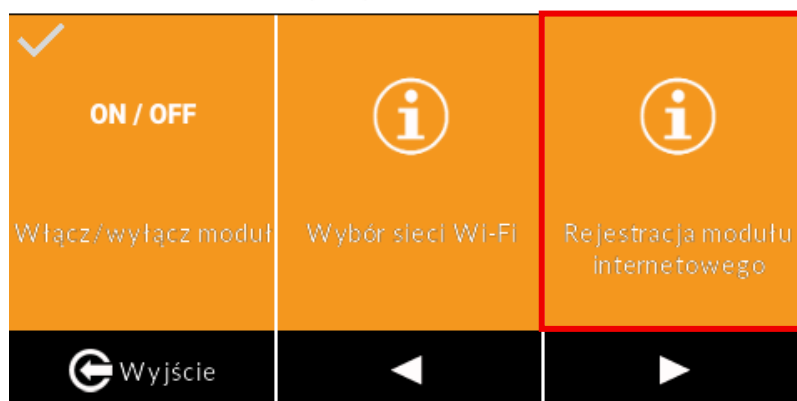 ON / OFF
Włącz/wyłącz moduł
Wybór sieci Wi-Fi
Rejestracja modułu
internetowego
Wyjście